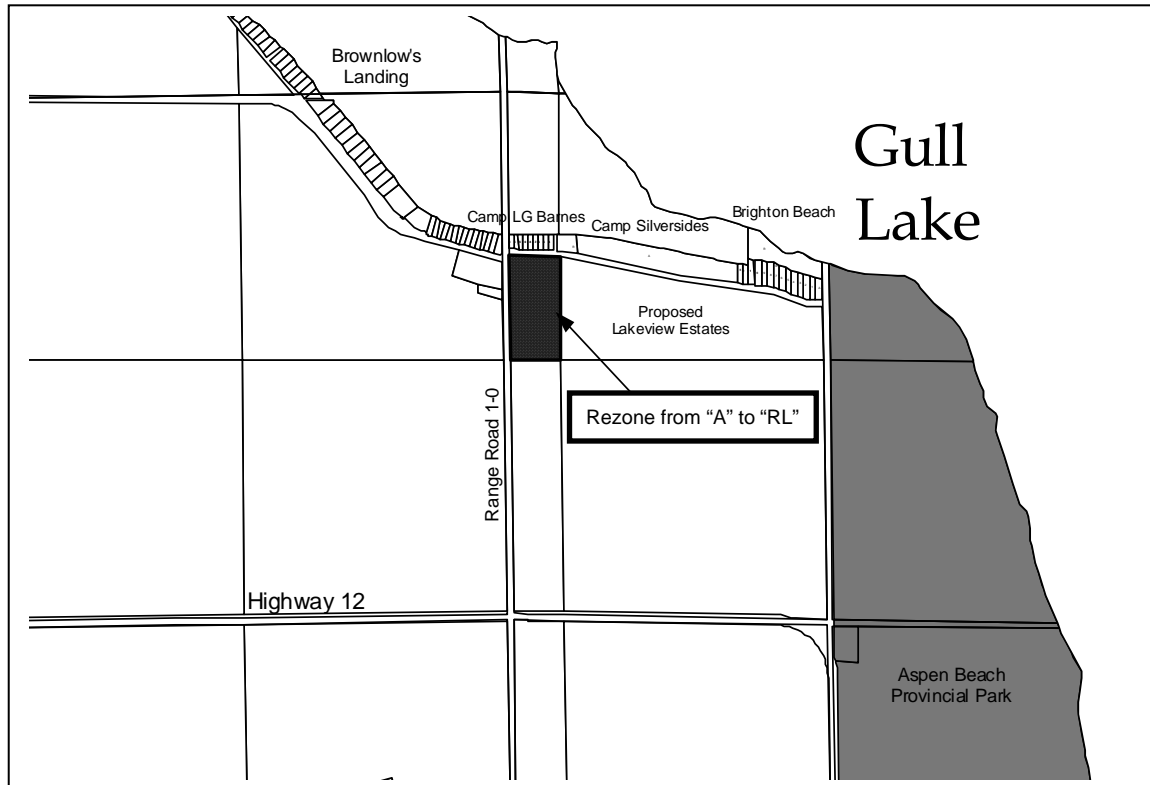 Brownlow's
Landing
Gull
Lake
Camp LG Barnes
Camp Silversides
Brighton Beach
Proposed
Lakeview Estates
Rezone from “A” to “RL”
Range Road 1-0
Highway 12
Aspen Beach
Provincial Park